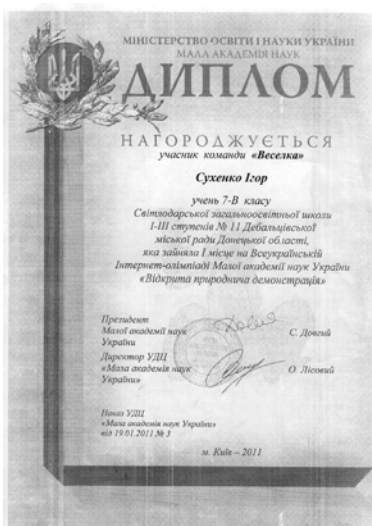 МІНІСТЕРСТВО ОСВІТИ І НАУКИ УКРАЇНИ
МАЛА АКАДЕМІЯ НАУК
ДИПЛОМ
НАГОРОДЖУЄТЬСЯ
учасник команди «Веселка»
Сухенко Ігор
учень 7-В класу
Світлодарської загальноосвітньої школи
І-ІІІ ступенів № 11 Дебальцівської
міської ради Донецької області,
яка зайняла І місце на Всеукраїнській
Інтернет-олімпіаді Малої академії наук України
«Відкрита природнича демонстрація»
Президент
Малої академії наук
України
С. Довгий
Директор УДЦ
«Мала академія наук
України»
О. Лісовий
Наказ УДЦ
«Мала академія наук України»
від 19.01.2011 № 3
м. Київ – 2011